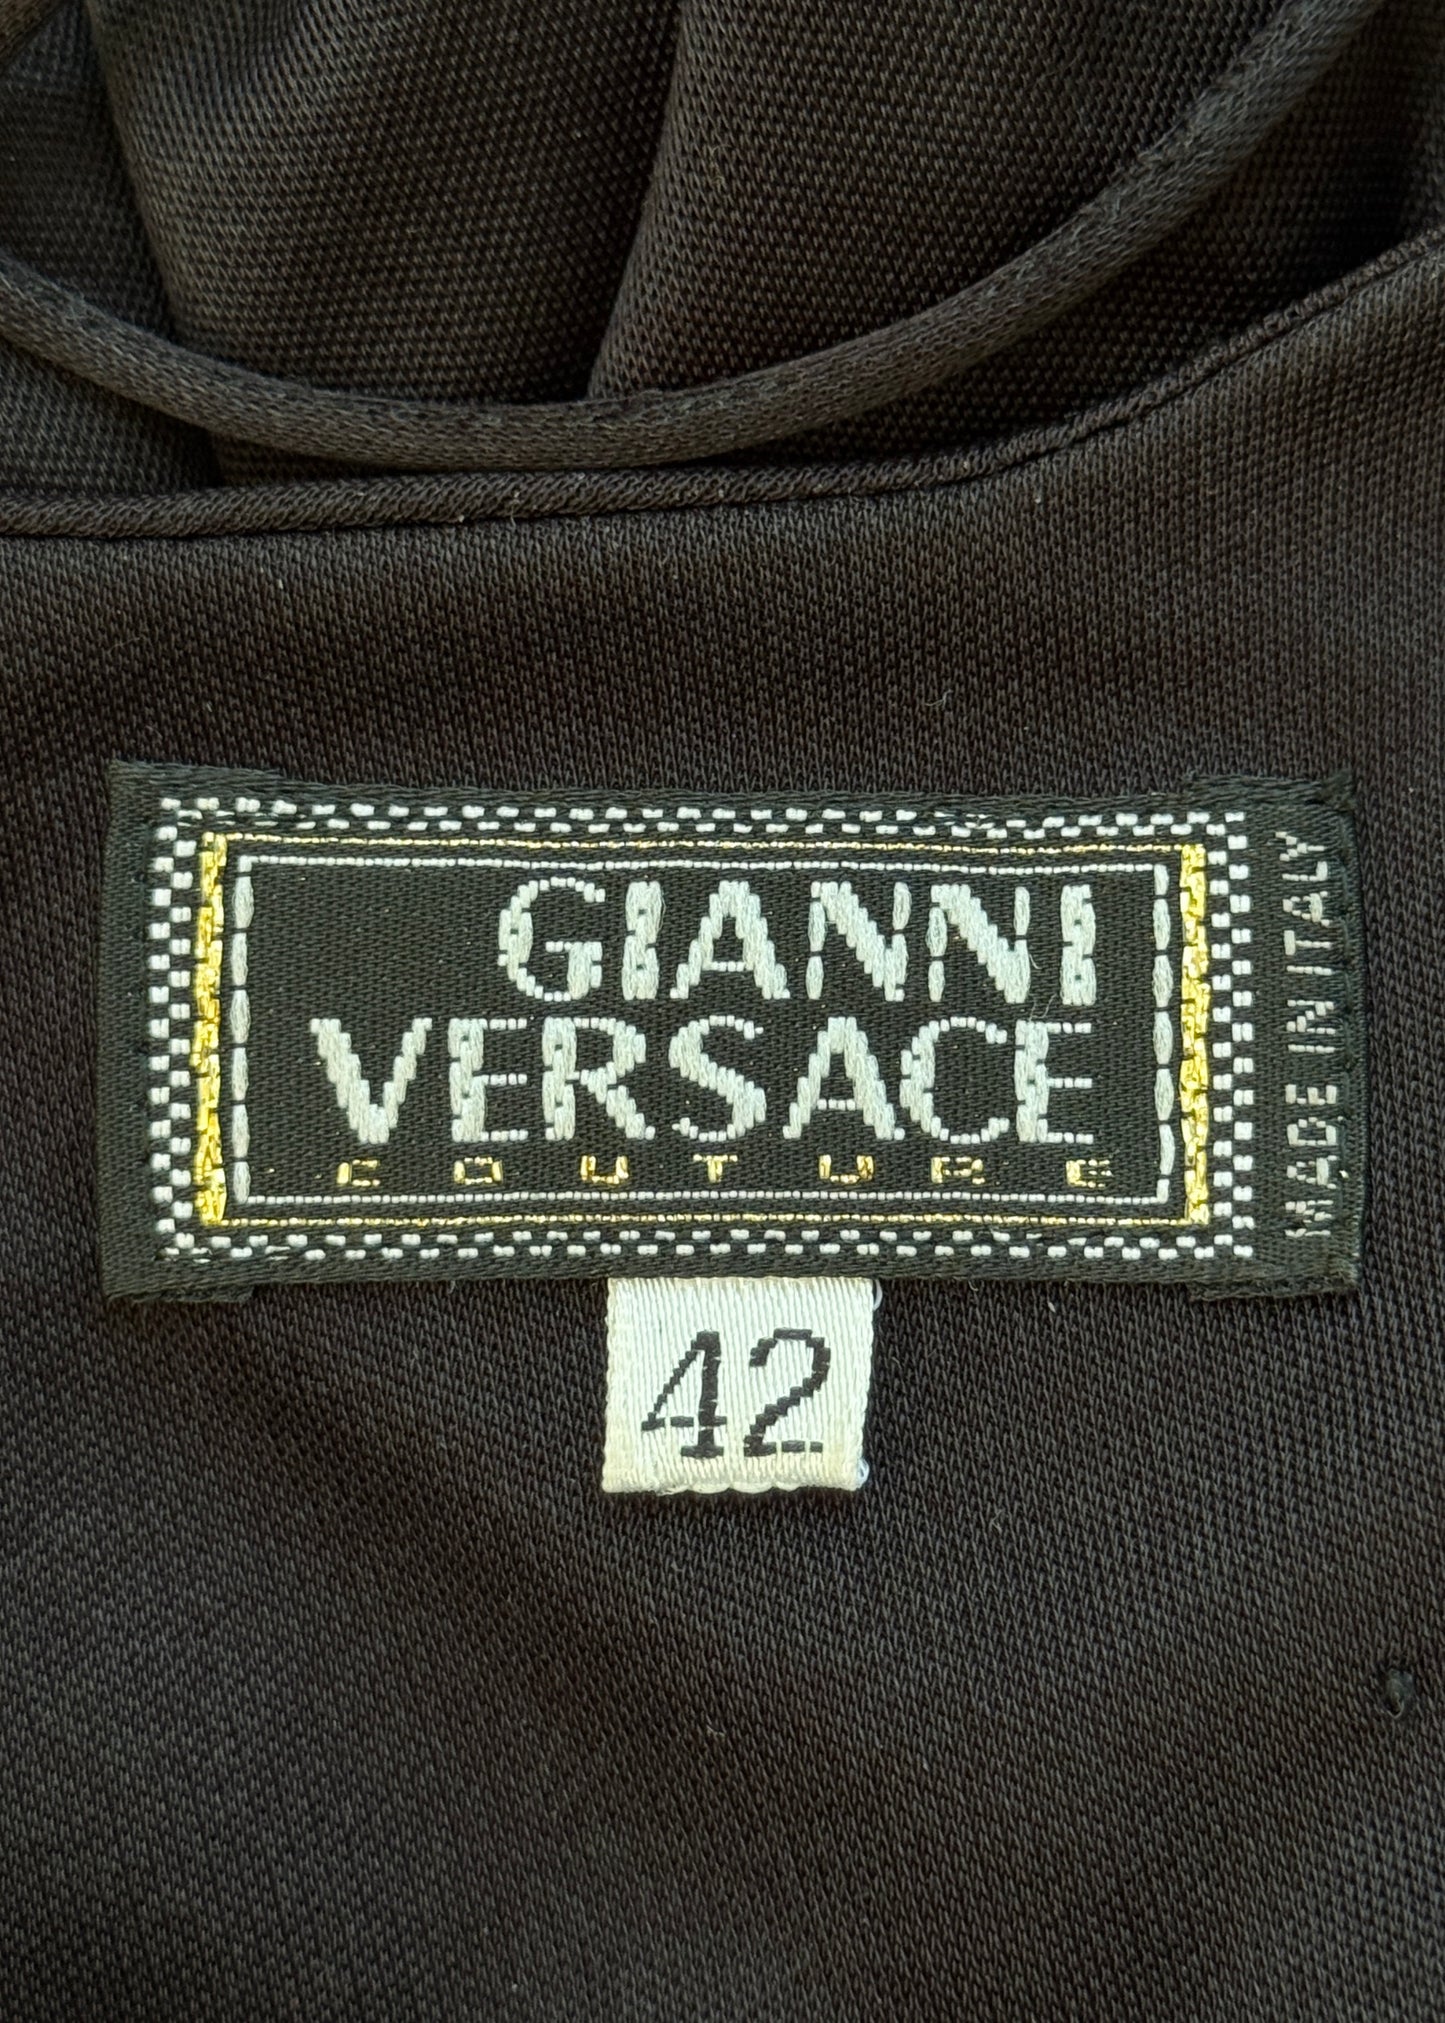 GIANNI
VERSACE
COUTURE
MADE IN ITALY
42